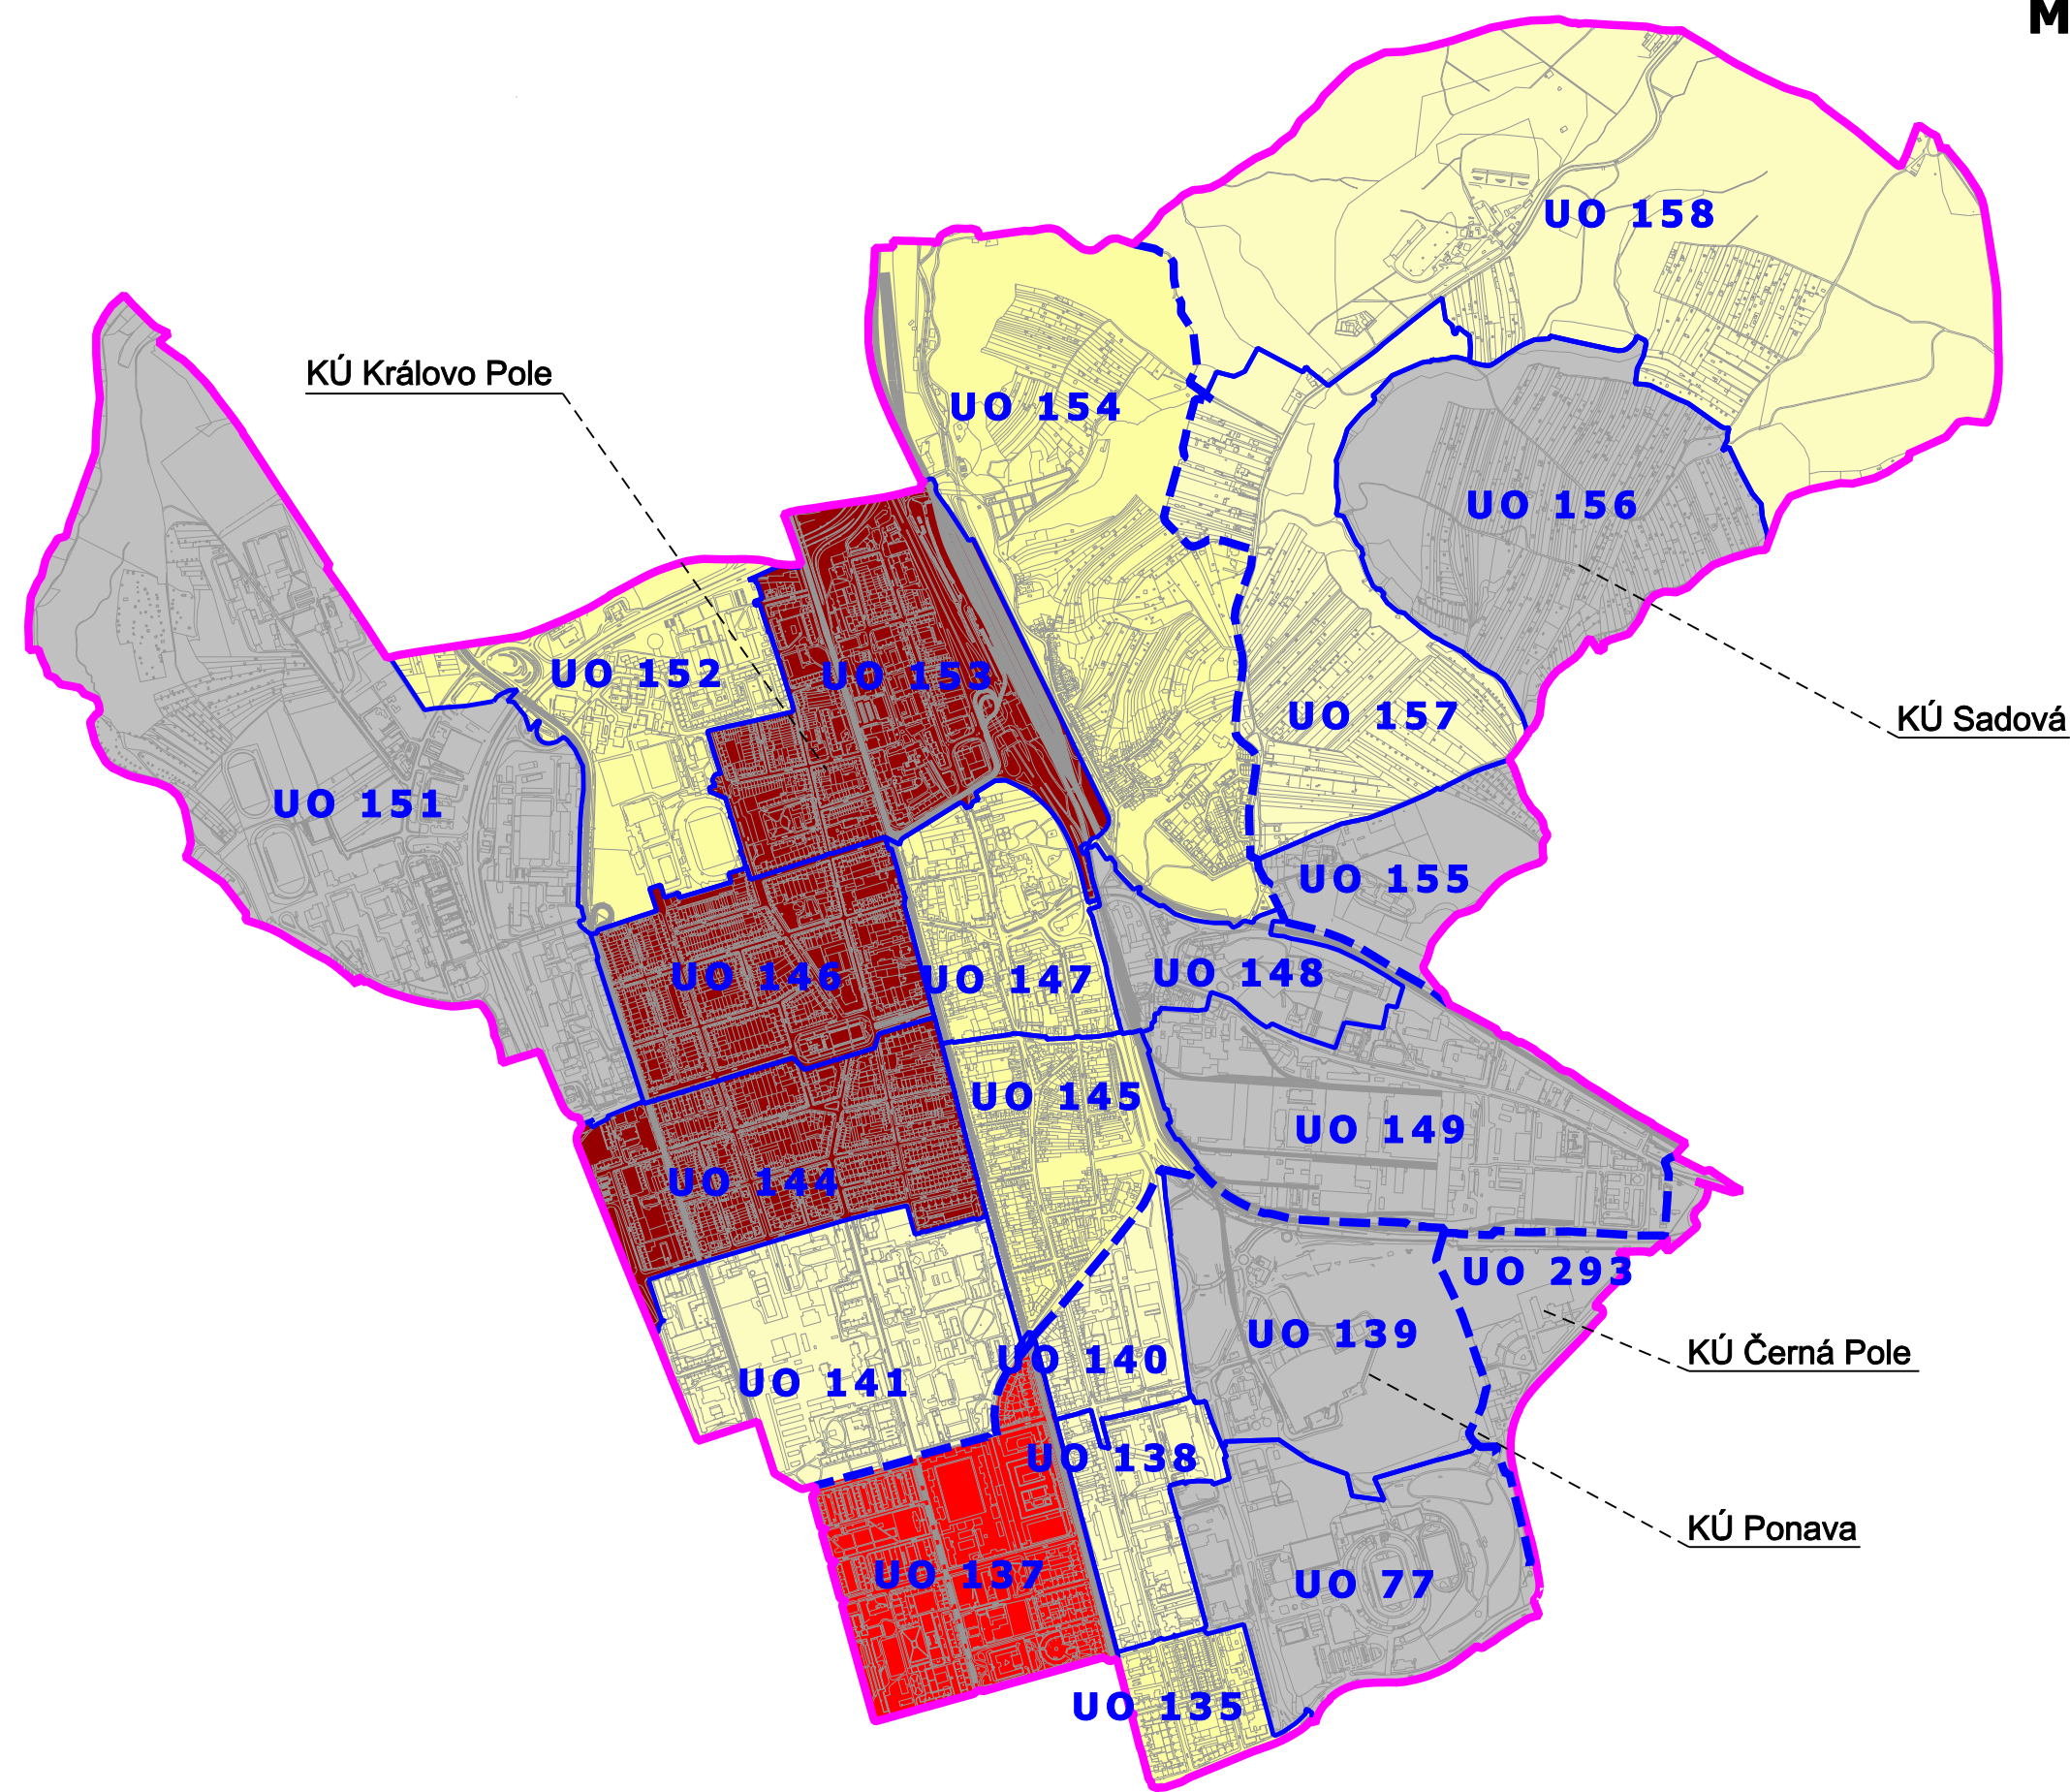 M
UO 158
KÚ Královo Pole
UO 154
UO 156
UO 152
UO 153
UO 157
KÚ Sadová
UO 151
UO 155
UO 146
UO 147
UO 148
UO 145
UO 149
UO 144
UO 293
UO 139
KÚ Černá Pole
UO 140
UO 141
UO 138
KÚ Ponava
UO 137
UO 77
UO 135